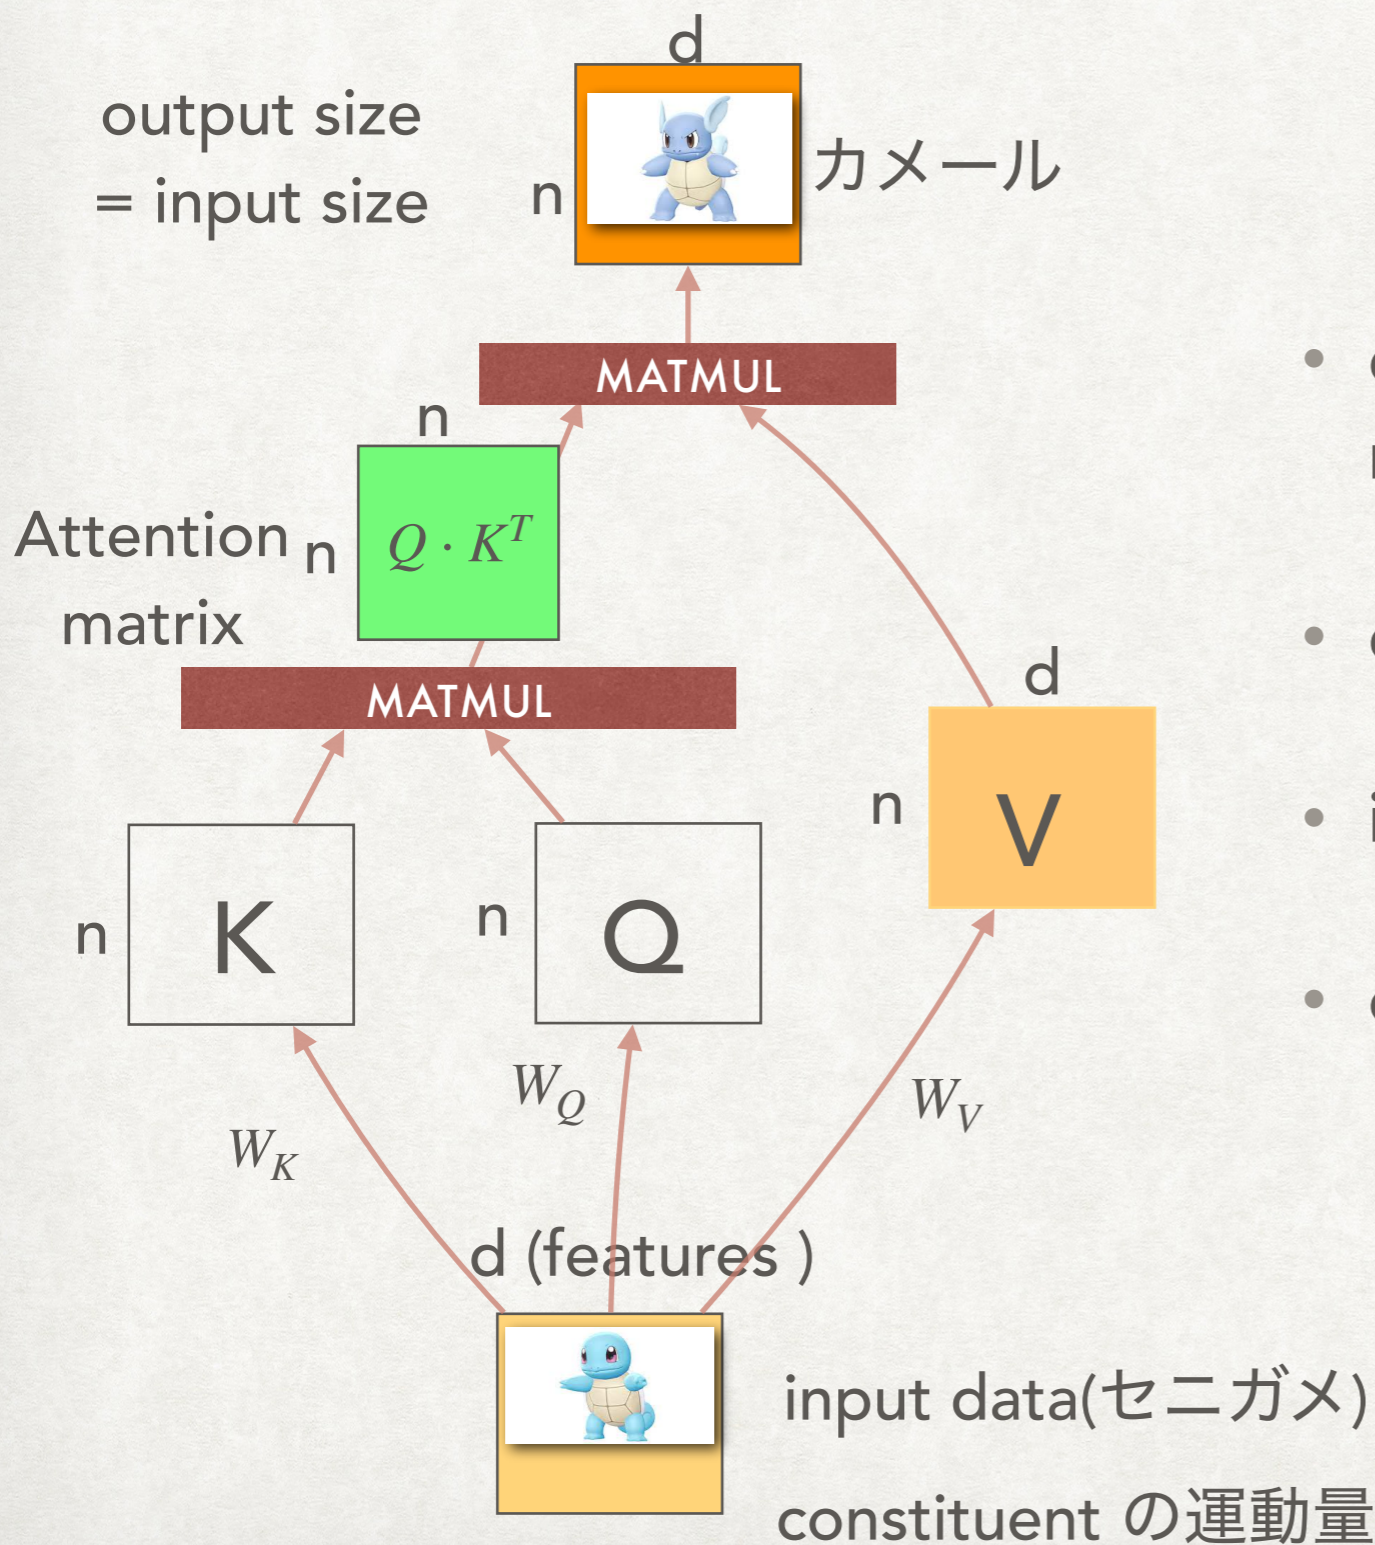 d
output size
= input size
n
カメール
MATMUL
n
Attention
matrix
n
Q · K^T
MATMUL
d
n
V
n
K
n
Q
W_K
W_Q
W_V
d (features )
input data(セニガメ)
constituent の運動量